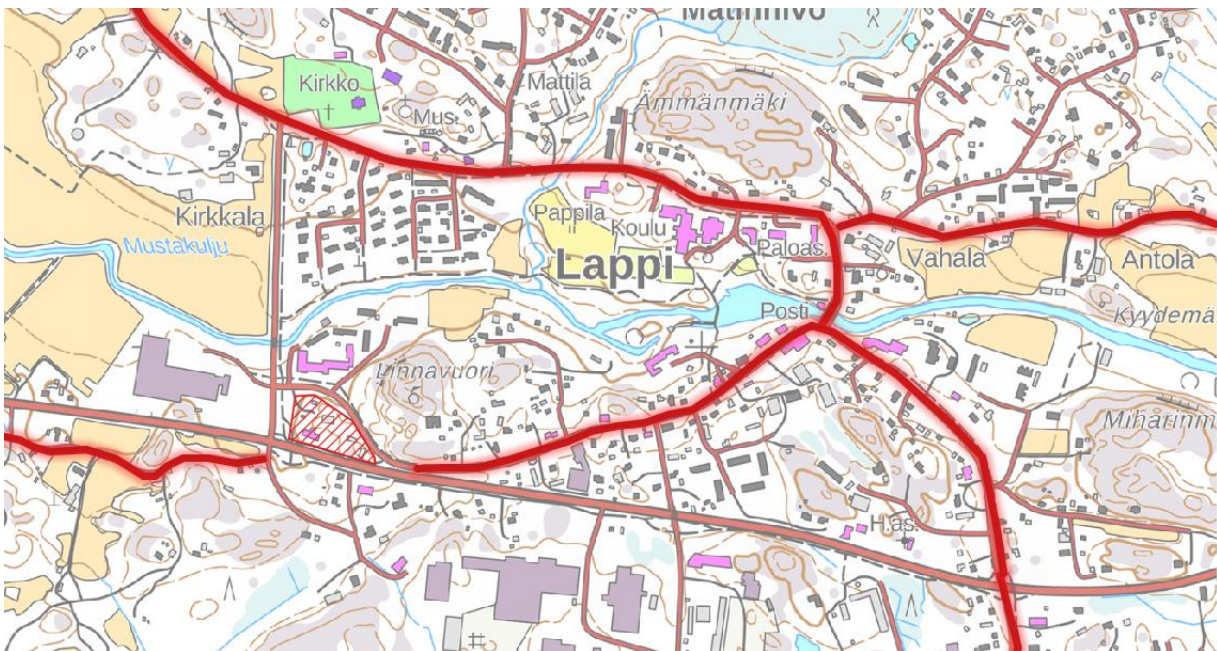 Kirkko
Mattila
Mus.
Ämmänmäki
Kirkkala
Mustakulju
Pappila
Koulu
Paloas.
Lappi
Vahala
Antola
Posti
Kyydemä
Linnavuori
Miharinm
H.as.